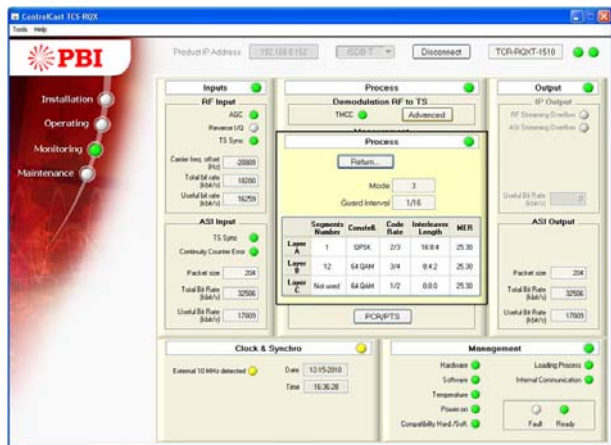 ControlCast TCS-RQX
Tools Help
PBI
Product IP Address 192.168.0.152 ISDB-T Disconnect TCR-RQXT-1510
Installation
Operating
Monitoring
Maintenance
Inputs
RF Input
AGC
Reverse I/Q
TS Sync
Carrier freq. offset (Hz) -20809
Total bit rate (kbit/s) 18280
Useful bit rate (kbit/s) 16259
ASI Input
TS Sync
Continuity Counter Error
Packet size 204
Total Bit Rate (kbit/s) 32506
Useful Bit Rate (kbit/s) 17809
Process
Demodulation RF to TS
TMCC Advanced
Measurement
Process
Return...
Mode 3
Guard Interval 1/16
Segments Number Constell. Code Rate Interleaver Length MER
Layer A 1 QPSK 2/3 16:8:4 25.30
Layer B 12 64 QAM 3/4 8:4:2 25.30
Layer C Not used 64 QAM 1/2 0:0:0 25.30
PCR/PTS
Output
IP Output
RF Streaming Overflow
ASI Streaming Overflow
Useful Bit Rate (kbit/s) 0
ASI Output
Packet size 204
Total Bit Rate (kbit/s) 32506
Useful Bit Rate (kbit/s) 17809
Clock & Synchro
External 10 MHz detected
Date 12-15-2010
Time 16:36:28
Management
Hardware
Software
Temperature
Power-on
Compatibility Hard./Soft.
Loading Process
Internal Communication
Fault Ready